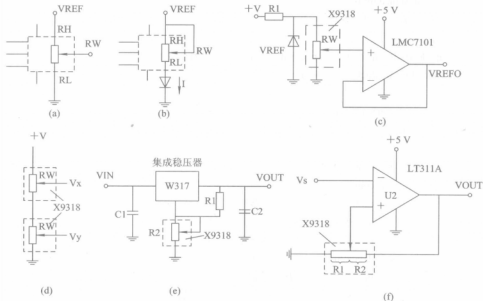 VREF
RH
RW
RL
(a)
VREF
RH
RW
RL
I
(b)
+V
R1
X9318
+5 V
VREF
RW
LMC7101
VREFO
(c)
+V
RW
Vx
X9318
RW
Vy
(d)
集成稳压器
VIN
W317
VOUT
C1
R1
C2
R2
X9318
(e)
+5 V
LT311A
Vs
U2
VOUT
X9318
R1 R2
(f)
+
−
−
+